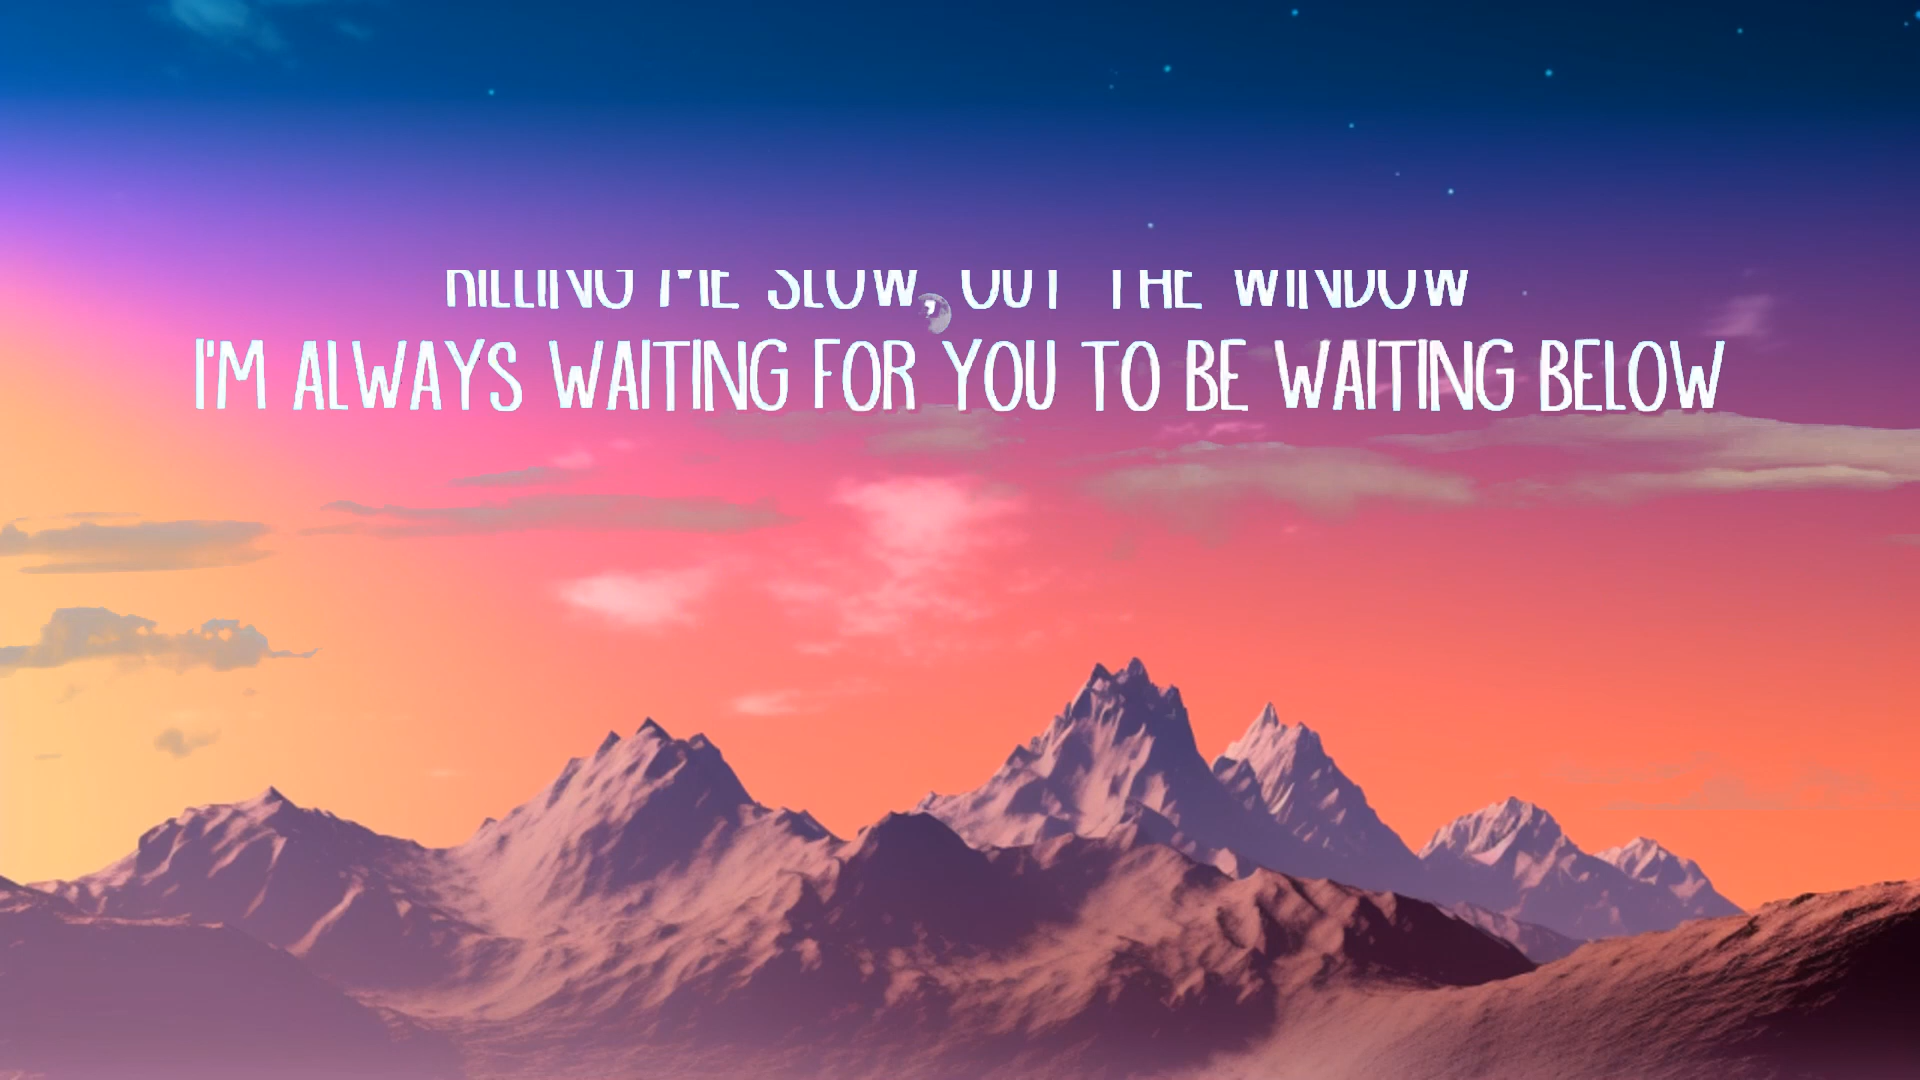 KILLING ME SLOW, OUT THE WINDOW
I'M ALWAYS WAITING FOR YOU TO BE WAITING BELOW